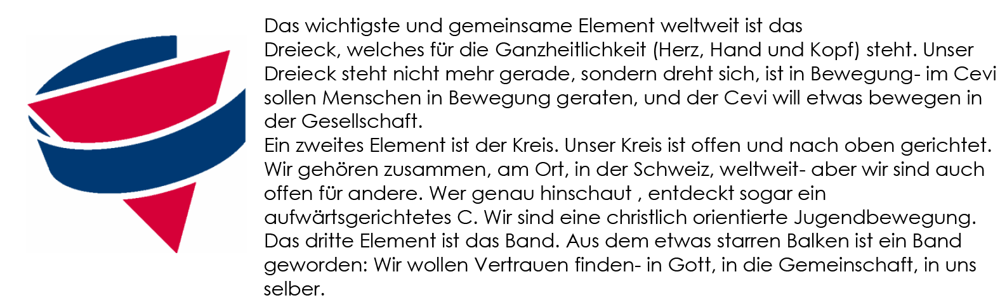 Das wichtigste und gemeinsame Element weltweit ist das
Dreieck, welches für die Ganzheitlichkeit (Herz, Hand und Kopf) steht. Unser
Dreieck steht nicht mehr gerade, sondern dreht sich, ist in Bewegung- im Cevi
sollen Menschen in Bewegung geraten, und der Cevi will etwas bewegen in
der Gesellschaft.
Ein zweites Element ist der Kreis. Unser Kreis ist offen und nach oben gerichtet.
Wir gehören zusammen, am Ort, in der Schweiz, weltweit- aber wir sind auch
offen für andere. Wer genau hinschaut , entdeckt sogar ein
aufwärtsgerichtetes C. Wir sind eine christlich orientierte Jugendbewegung.
Das dritte Element ist das Band. Aus dem etwas starren Balken ist ein Band
geworden: Wir wollen Vertrauen finden- in Gott, in die Gemeinschaft, in uns
selber.